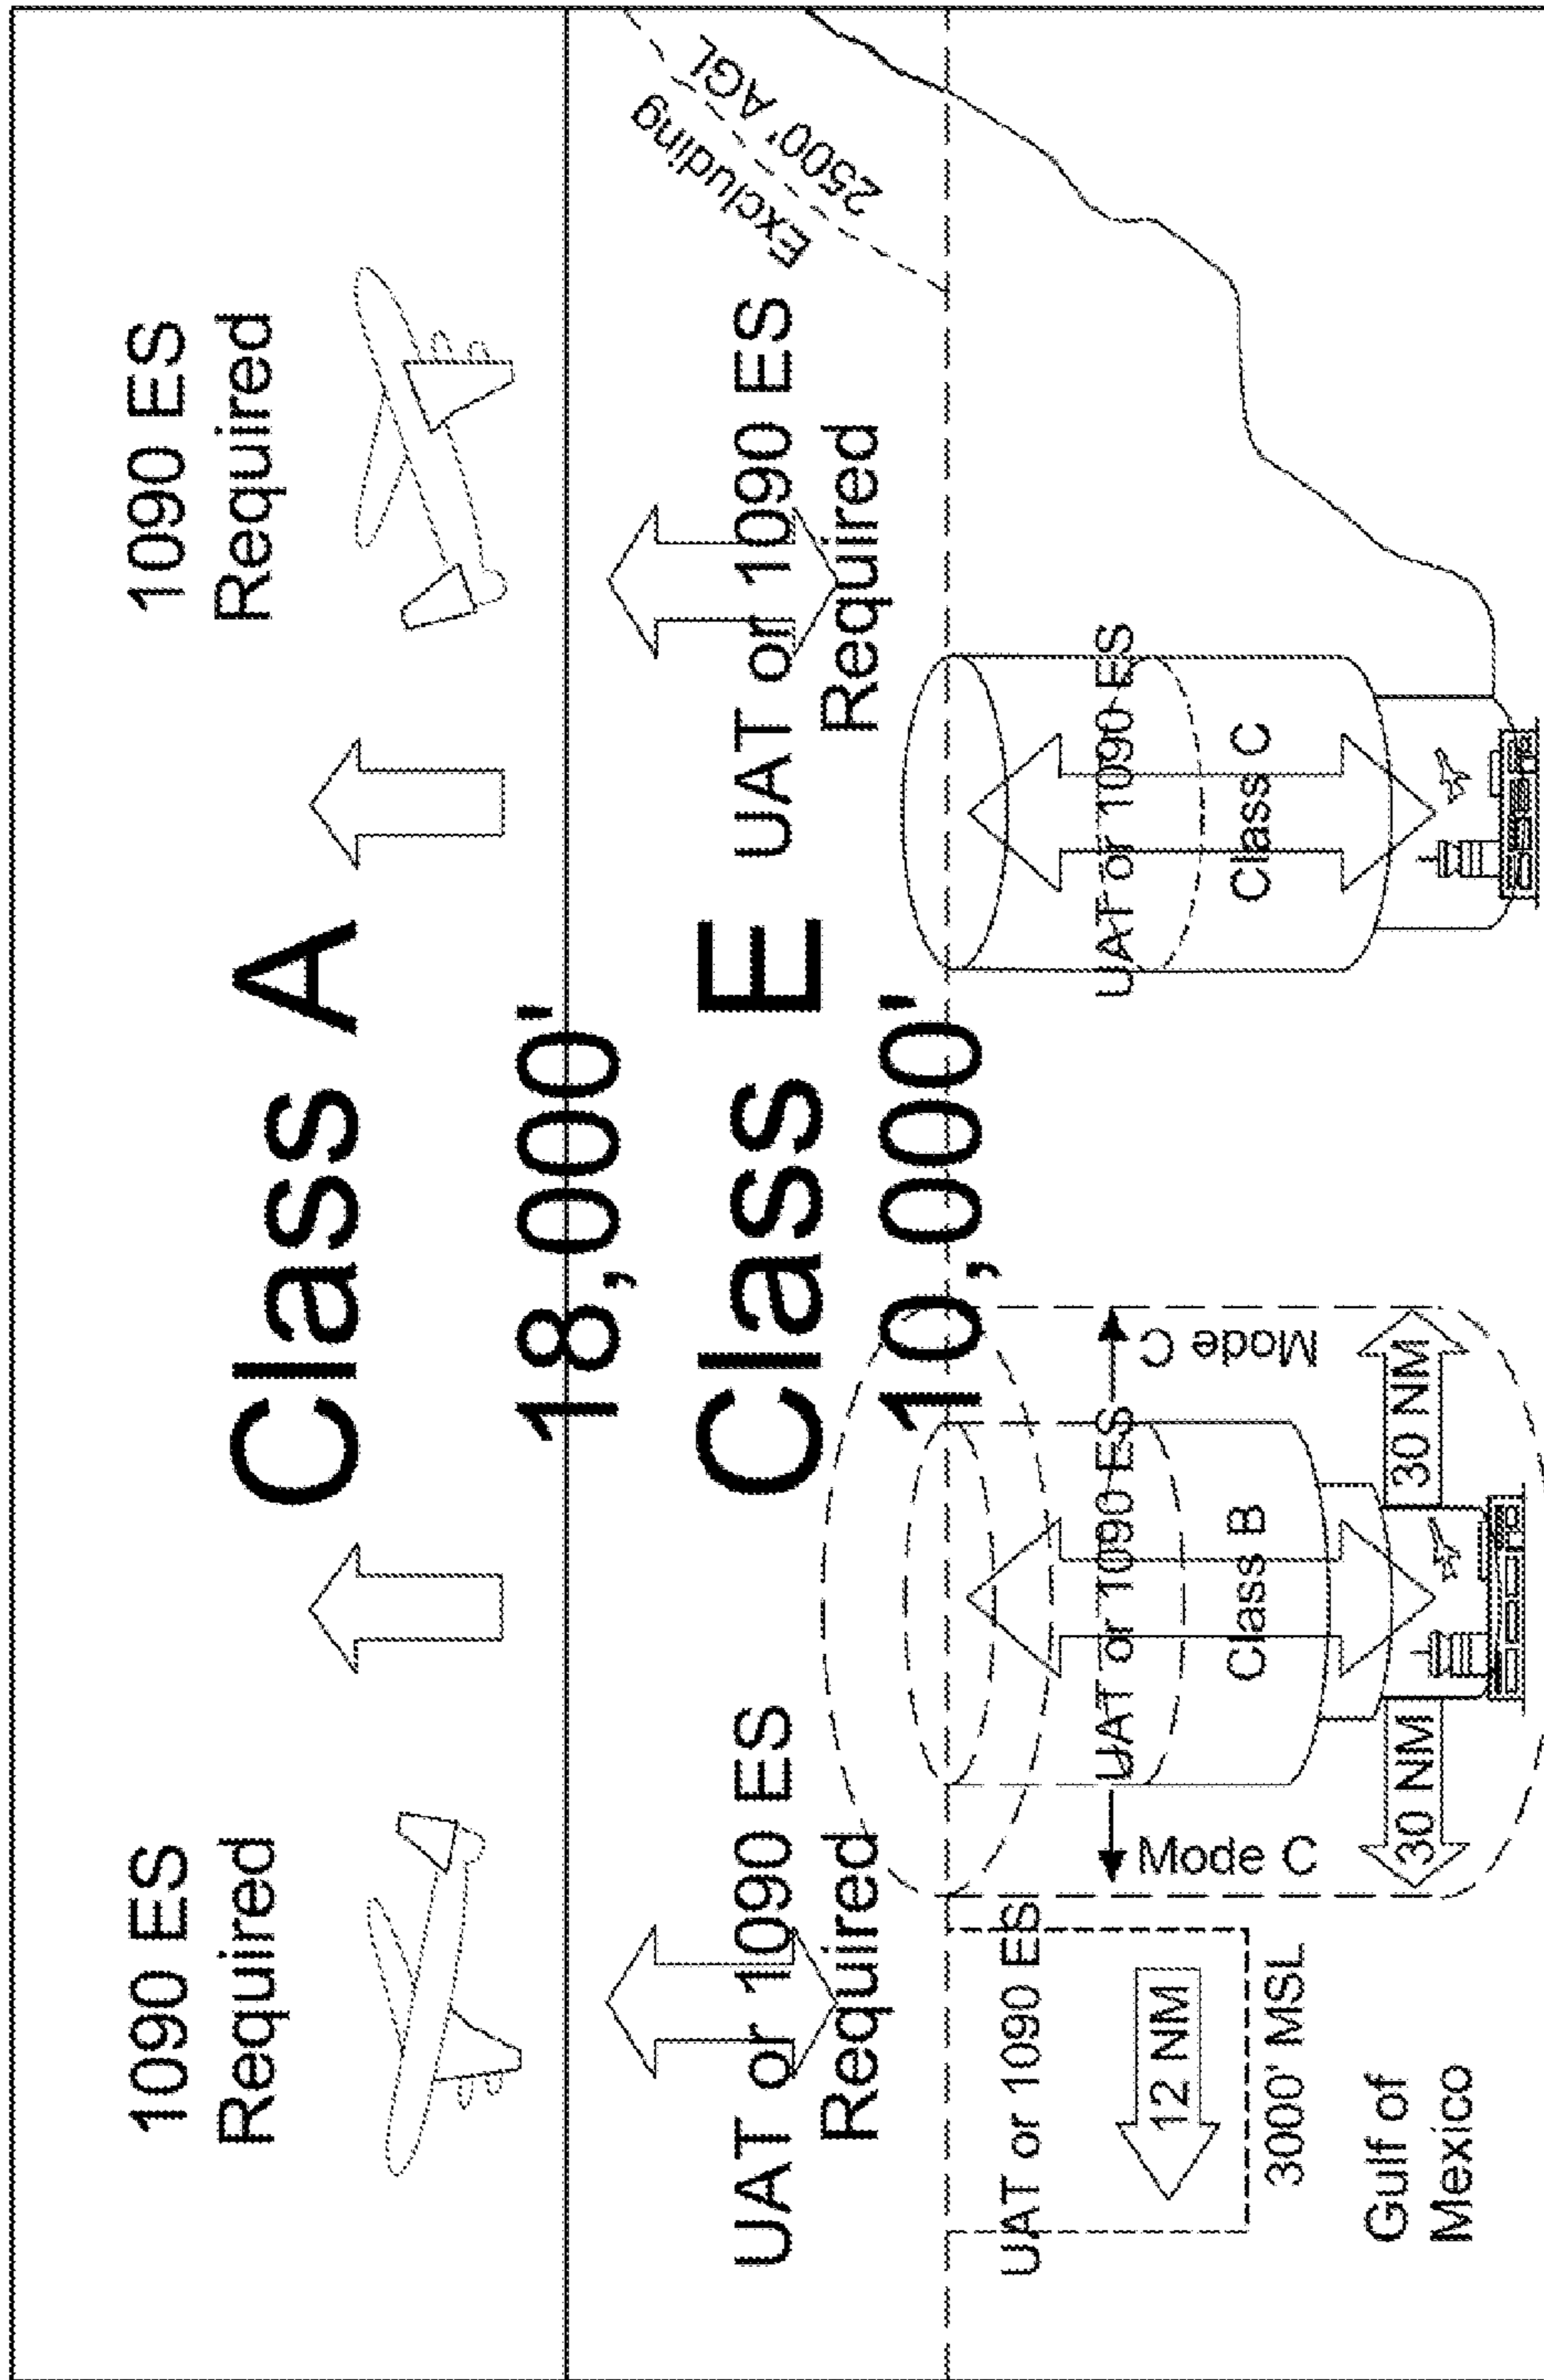 1090 ES
Required
1090 ES
Required
Class A
18,000'
UAT or 1090 ES
Required
Class E
UAT or 1090 ES
Required
Excluding
2500' AGL
10,000'
UAT or 1090 ES
12 NM
3000' MSL
Gulf of
Mexico
Mode C
UAT or 1090 ES
Mode C
Class B
30 NM
30 NM
UAT or 1090 ES
Class C